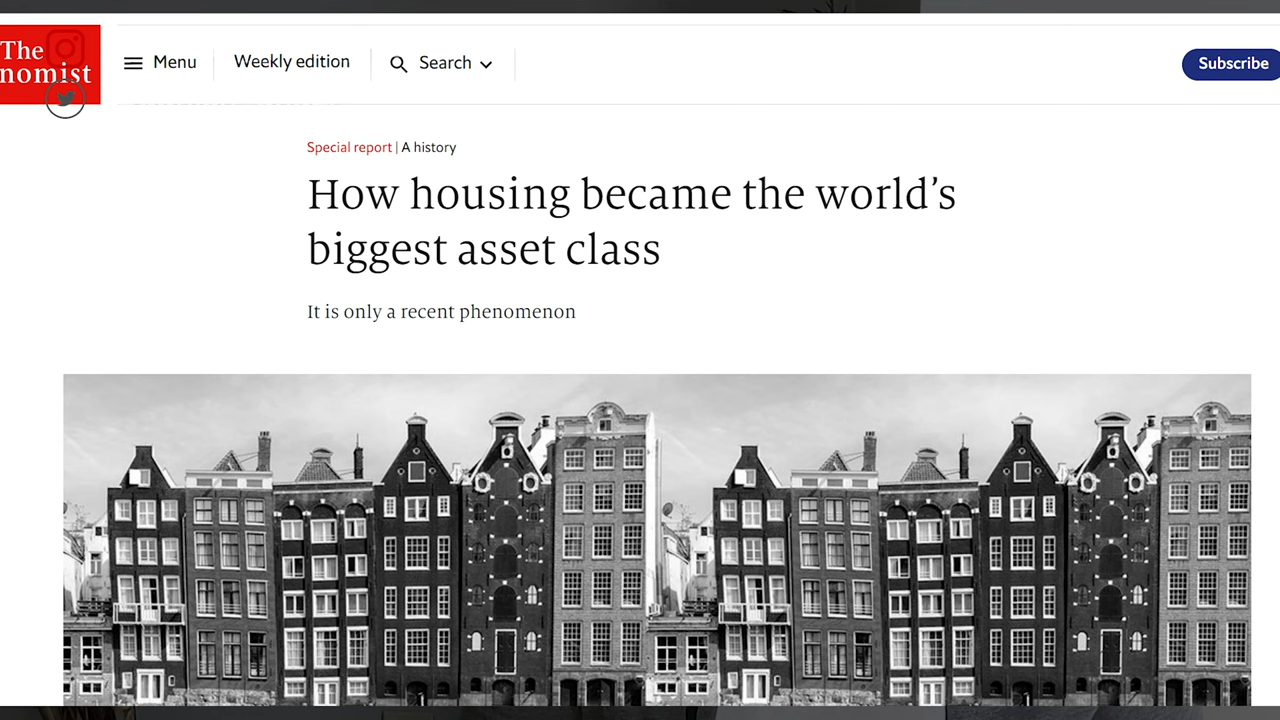 The
nomist
Menu
Weekly edition
Search
Subscribe
Special report | A history
How housing became the world’s
biggest asset class
It is only a recent phenomenon